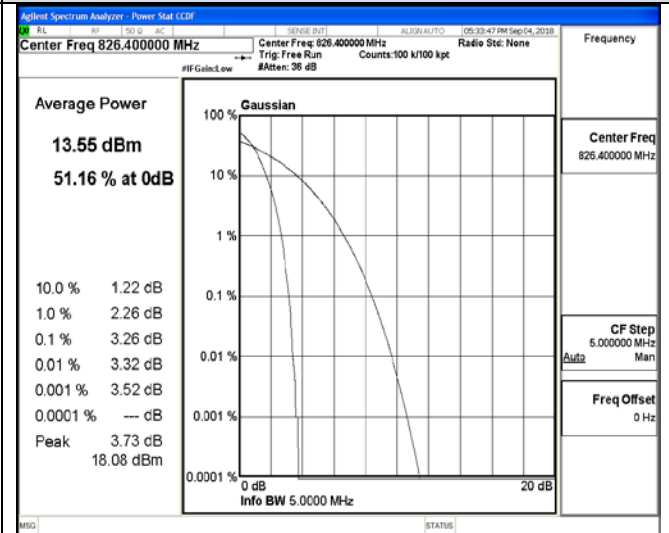 Agilent Spectrum Analyzer - Power Stat CCDF
RL RF 50 Ω AC SENSE:INT ALIGN AUTO 05:33:47 PM Sep 04, 2018
Center Freq 826.400000 MHz
Center Freq: 826.400000 MHz Radio Std: None
Trig: Free Run Counts:100 k/100 kpt
#IFGain:Low #Atten: 36 dB
Frequency
Average Power
13.55 dBm
51.16 % at 0dB
10.0 % 1.22 dB
1.0 % 2.26 dB
0.1 % 3.26 dB
0.01 % 3.32 dB
0.001 % 3.52 dB
0.0001 % --- dB
Peak 3.73 dB
18.08 dBm
Gaussian
100 %
10 %
1 %
0.1 %
0.01 %
0.001 %
0.0001 %
0 dB 20 dB
Info BW 5.0000 MHz
Center Freq
826.400000 MHz
CF Step
5.000000 MHz
Auto Man
Freq Offset
0 Hz
MSG STATUS